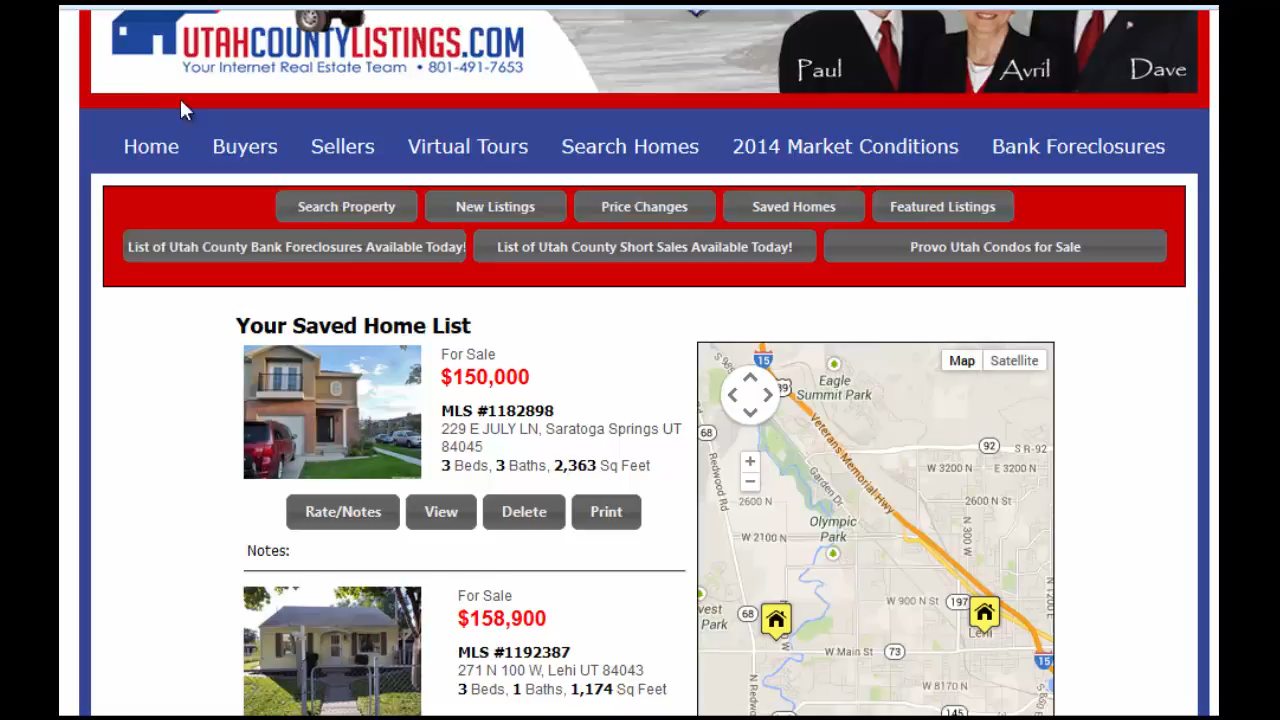 UTAHCOUNTYLISTINGS.COM
Your Internet Real Estate Team • 801-491-7653
Paul
Avril
Dave
Home
Buyers
Sellers
Virtual Tours
Search Homes
2014 Market Conditions
Bank Foreclosures
Search Property
New Listings
Price Changes
Saved Homes
Featured Listings
List of Utah County Bank Foreclosures Available Today!
List of Utah County Short Sales Available Today!
Provo Utah Condos for Sale
Your Saved Home List
For Sale
$150,000
MLS #1182898
229 E JULY LN, Saratoga Springs UT
84045
3 Beds, 3 Baths, 2,363 Sq Feet
Rate/Notes
View
Delete
Print
Notes:
For Sale
$158,900
MLS #1192387
271 N 100 W, Lehi UT 84043
3 Beds, 1 Baths, 1,174 Sq Feet
Map
Satellite
15
Eagle
Summit Park
68
Redwood Rd
Veterans Memorial Hwy
92
S R-92
W 3200 N
E 3200 N
Garden Dr
2600 N
2600 N St
Olympic
Park
W 2100 N
N 300 W
W 900 N St
197
68
Park
Lehi
W Main St
73
15
W 8170 N
145